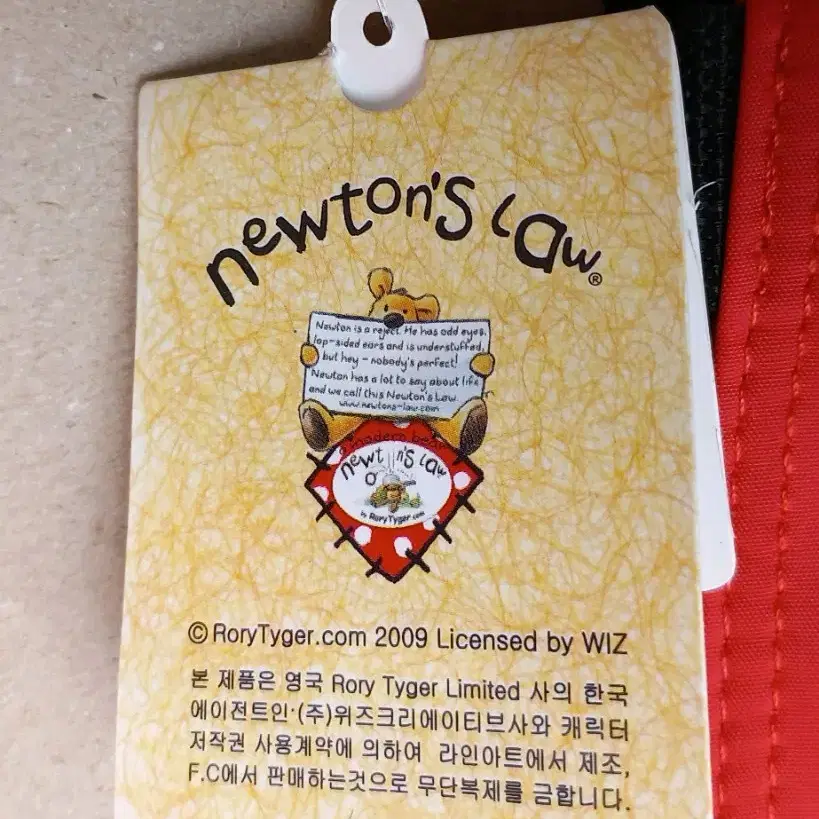 newton's law®
Newton is a reject. He has odd eyes,
lop-sided ears and is understuffed,
but hey - nobody's perfect!
Newton has a lot to say about life
and we call this Newton's Law.
www.newtons-law.com
newt n's law
by RoryTyger.com
© RoryTyger.com 2009 Licensed by WIZ
본 제품은 영국 Rory Tyger Limited 사의 한국
에이전트인·(주)위즈크리에이티브사와 캐릭터
저작권 사용계약에 의하여 라인아트에서 제조,
F.C에서 판매하는것으로 무단복제를 금합니다.